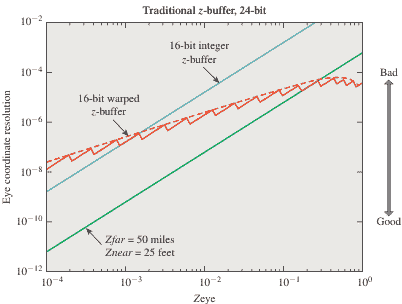 Traditional z-buffer, 24-bit
10⁻²
10⁻⁴
10⁻⁶
10⁻⁸
10⁻¹⁰
10⁻¹²
Eye coordinate resolution
16-bit integer
z-buffer
16-bit warped
z-buffer
Zfar = 50 miles
Znear = 25 feet
Bad
Good
10⁻⁴
10⁻³
10⁻²
10⁻¹
10⁰
Zeye